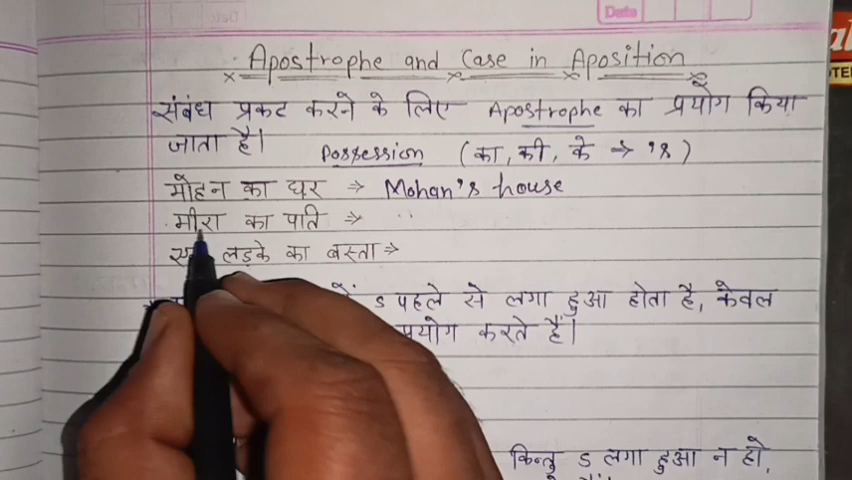 Date
Apostrophe and Case in Aposition
संबंध प्रकट करने के लिए Apostrophe का प्रयोग किया
जाता है।
Possession (का, की, के → 's)
मोहन का घर ⇒ Mohan's house
मीरा का पति ⇒
लड़के का बस्ता ⇒
s पहले से लगा हुआ होता है, केवल
प्रयोग करते हैं।
किन्तु s लगा हुआ न हो,